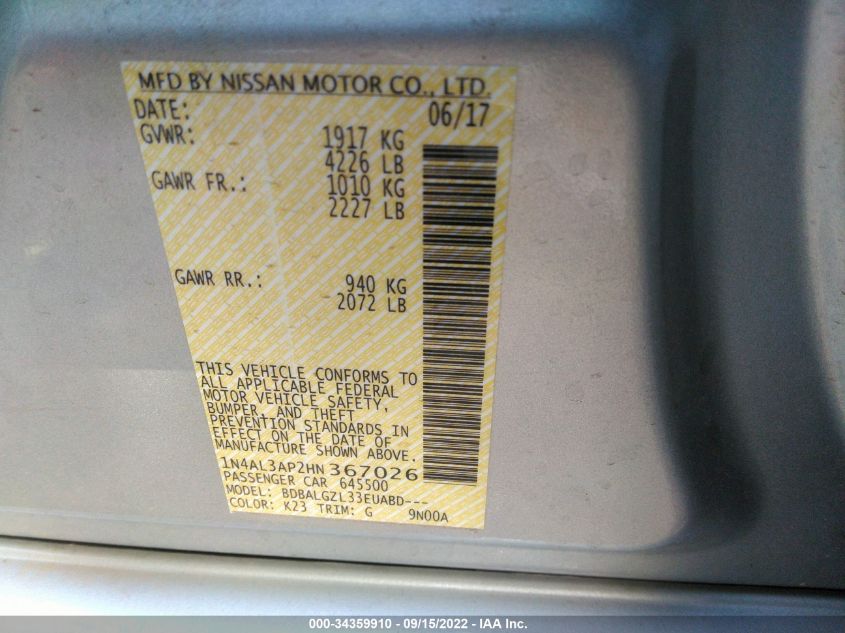 MFD BY NISSAN MOTOR CO., LTD.
DATE: 06/17
GVWR: 1917 KG
4226 LB
GAWR FR.: 1010 KG
2227 LB
GAWR RR.: 940 KG
2072 LB
THIS VEHICLE CONFORMS TO
ALL APPLICABLE FEDERAL
MOTOR VEHICLE SAFETY,
BUMPER, AND THEFT
PREVENTION STANDARDS IN
EFFECT ON THE DATE OF
MANUFACTURE SHOWN ABOVE.
1N4AL3AP2HN367026
PASSENGER CAR 645500
MODEL: BDBALGZL33EUABD---
COLOR: K23 TRIM: G 9N00A
000-34359910 - 09/15/2022 - IAA Inc.